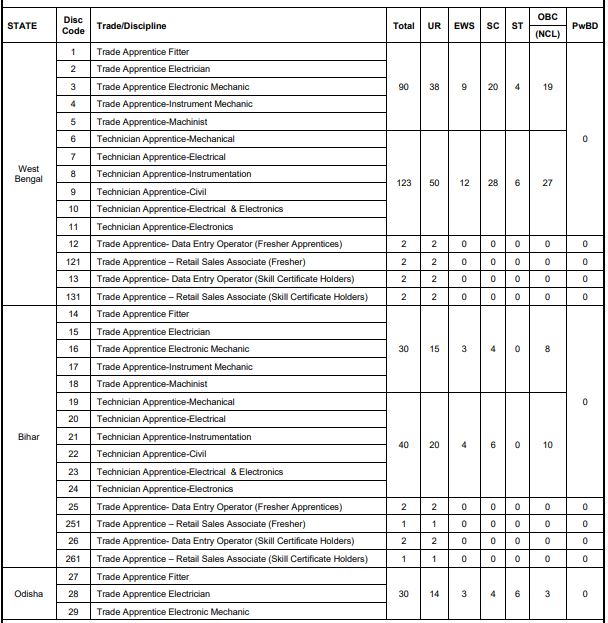 STATE Disc Code Trade/Discipline Total UR EWS SC ST OBC (NCL) PwBD
West Bengal
1 Trade Apprentice Fitter
2 Trade Apprentice Electrician
3 Trade Apprentice Electronic Mechanic 90 38 9 20 4 19
4 Trade Apprentice-Instrument Mechanic
5 Trade Apprentice-Machinist
0
6 Technician Apprentice-Mechanical
7 Technician Apprentice-Electrical
8 Technician Apprentice-Instrumentation
9 Technician Apprentice-Civil 123 50 12 28 6 27
10 Technician Apprentice-Electrical & Electronics
11 Technician Apprentice-Electronics
12 Trade Apprentice- Data Entry Operator (Fresher Apprentices) 2 2 0 0 0 0 0
121 Trade Apprentice – Retail Sales Associate (Fresher) 2 2 0 0 0 0 0
13 Trade Apprentice- Data Entry Operator (Skill Certificate Holders) 2 2 0 0 0 0 0
131 Trade Apprentice – Retail Sales Associate (Skill Certificate Holders) 2 2 0 0 0 0 0
Bihar
14 Trade Apprentice Fitter
15 Trade Apprentice Electrician
16 Trade Apprentice Electronic Mechanic 30 15 3 4 0 8
17 Trade Apprentice-Instrument Mechanic
18 Trade Apprentice-Machinist
0
19 Technician Apprentice-Mechanical
20 Technician Apprentice-Electrical
21 Technician Apprentice-Instrumentation
22 Technician Apprentice-Civil 40 20 4 6 0 10
23 Technician Apprentice-Electrical & Electronics
24 Technician Apprentice-Electronics
25 Trade Apprentice- Data Entry Operator (Fresher Apprentices) 2 2 0 0 0 0 0
251 Trade Apprentice – Retail Sales Associate (Fresher) 1 1 0 0 0 0 0
26 Trade Apprentice- Data Entry Operator (Skill Certificate Holders) 2 2 0 0 0 0 0
261 Trade Apprentice – Retail Sales Associate (Skill Certificate Holders) 1 1 0 0 0 0 0
Odisha
27 Trade Apprentice Fitter
28 Trade Apprentice Electrician 30 14 3 4 6 3 0
29 Trade Apprentice Electronic Mechanic